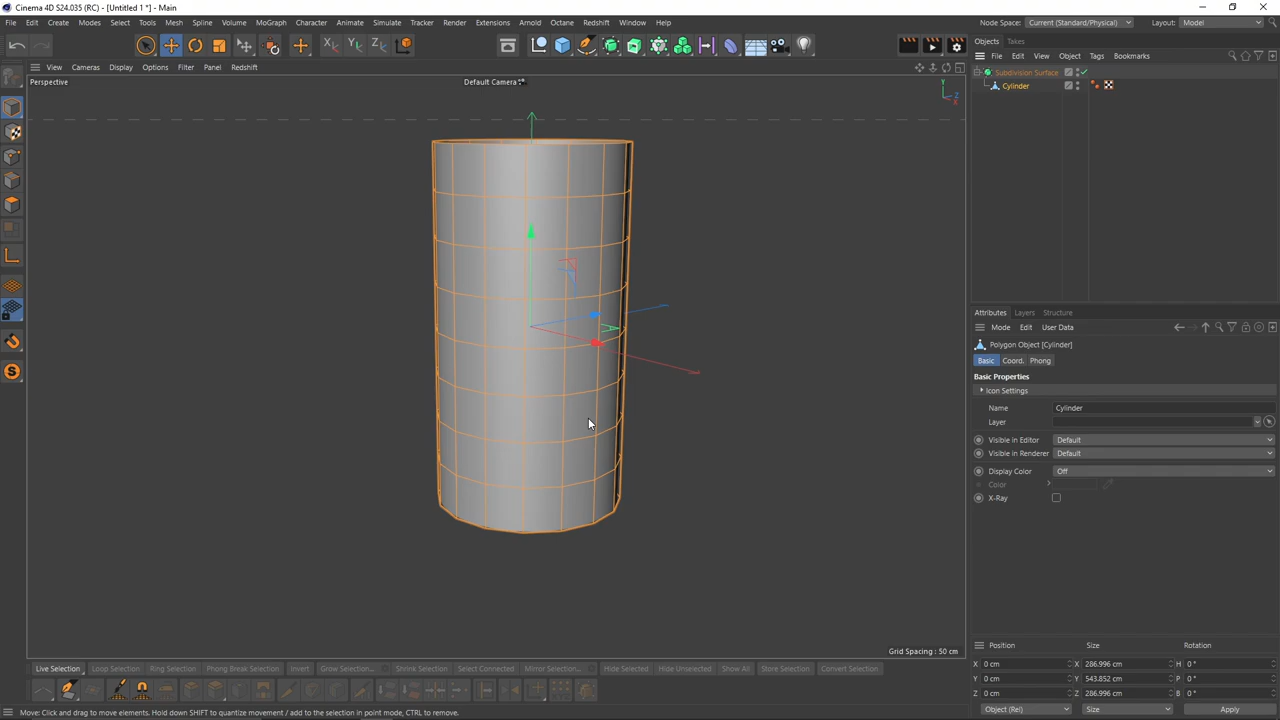 Cinema 4D S24.035 (RC) - [Untitled 1 *] - Main
File Edit Create Modes Select Tools Mesh Spline Volume MoGraph Character Animate Simulate Tracker Render Extensions Arnold Octane Redshift Window Help
Node Space: Current (Standard/Physical) Layout: Model
X Y Z
Objects Takes
View Cameras Display Options Filter Panel Redshift
File Edit View Object Tags Bookmarks
Perspective
Default Camera
Subdivision Surface
Cylinder
Y
Z
X
Attributes Layers Structure
Mode Edit User Data
Polygon Object [Cylinder]
Basic Coord. Phong
Basic Properties
Icon Settings
Name Cylinder
Layer
Visible in Editor Default
Visible in Renderer Default
Display Color Off
Color
X-Ray
Grid Spacing : 50 cm
Position Size Rotation
X 0 cm X 286.996 cm H 0 °
Y 0 cm Y 543.852 cm P 0 °
Z 0 cm Z 286.996 cm B 0 °
Object (Rel) Size Apply
Live Selection Loop Selection Ring Selection Phong Break Selection Invert Grow Selection... Shrink Selection Select Connected Mirror Selection... Hide Selected Hide Unselected Show All Store Selection Convert Selection
Move: Click and drag to move elements. Hold down SHIFT to quantize movement / add to the selection in point mode, CTRL to remove.